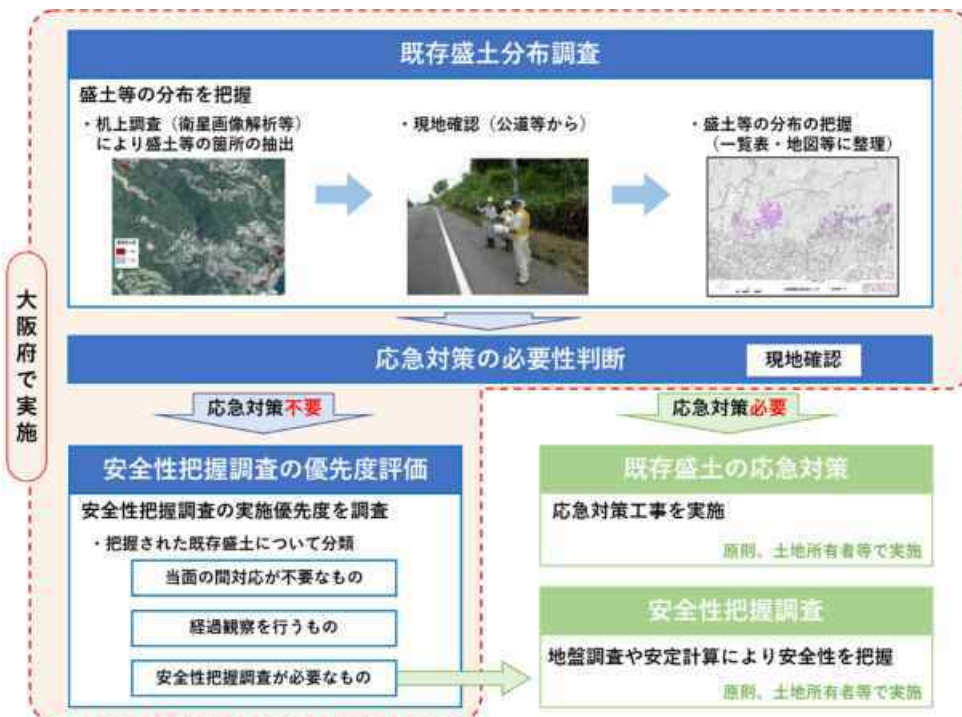 既存盛土分布調査
盛土等の分布を把握
・机上調査（衛星画像解析等）
により盛土等の箇所の抽出
・現地確認（公道等から）
・盛土等の分布の把握
（一覧表・地図等に整理）
大阪府で実施
応急対策の必要性判断
現地確認
応急対策不要
応急対策必要
安全性把握調査の優先度評価
安全性把握調査の実施優先度を調査
・把握された既存盛土について分類
当面の間対応が不要なもの
経過観察を行うもの
安全性把握調査が必要なもの
既存盛土の応急対策
応急対策工事を実施
原則、土地所有者等で実施
安全性把握調査
地盤調査や安定計算により安全性を把握
原則、土地所有者等で実施